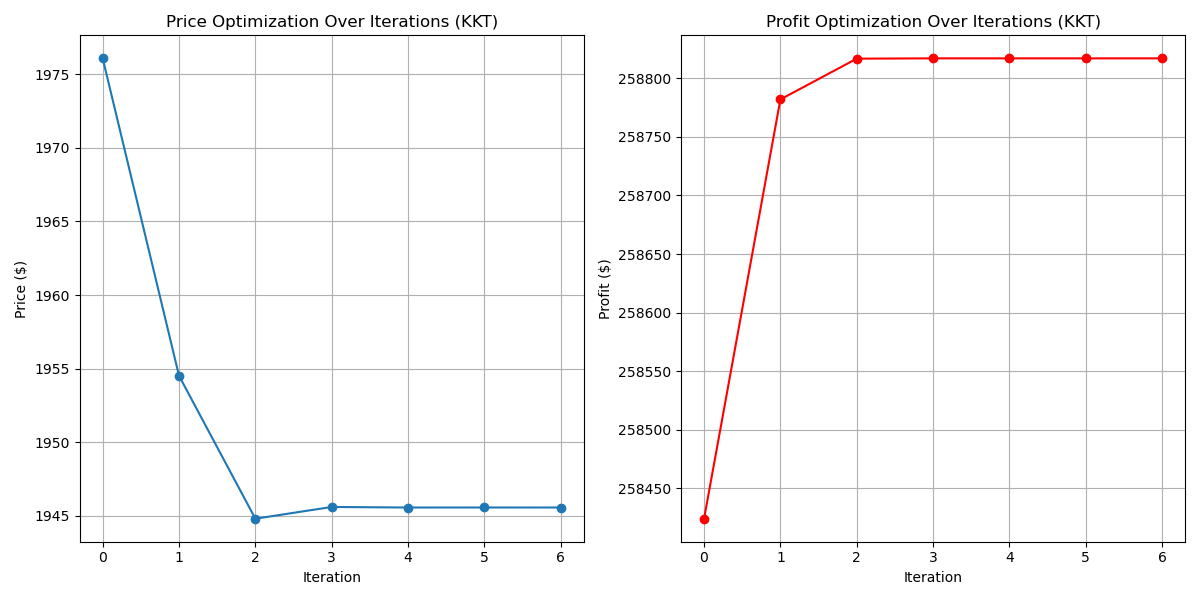 Price Optimization Over Iterations (KKT)
1975
1970
1965
1960
1955
1950
1945
Price ($)
0 1 2 3 4 5 6
Iteration
Profit Optimization Over Iterations (KKT)
258800
258750
258700
258650
258600
258550
258500
258450
Profit ($)
0 1 2 3 4 5 6
Iteration